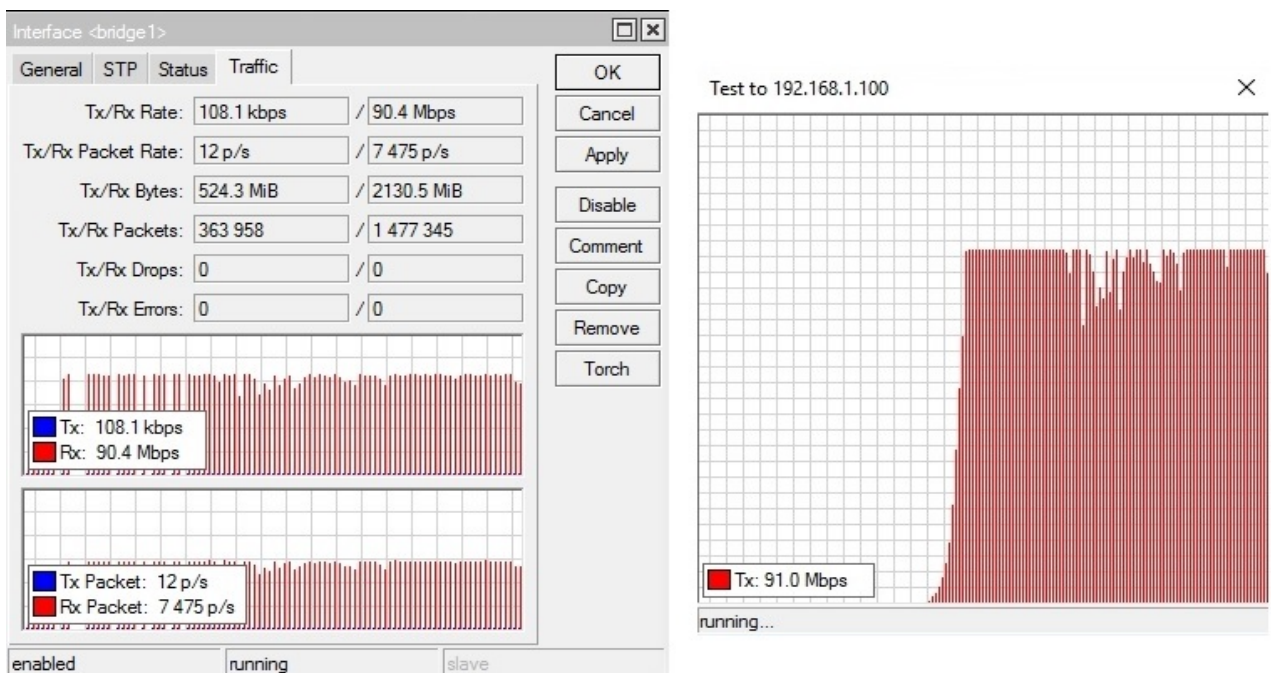 Interface <bridge1>
General STP Status Traffic
Tx/Rx Rate: 108.1 kbps / 90.4 Mbps
Tx/Rx Packet Rate: 12 p/s / 7 475 p/s
Tx/Rx Bytes: 524.3 MiB / 2130.5 MiB
Tx/Rx Packets: 363 958 / 1 477 345
Tx/Rx Drops: 0 / 0
Tx/Rx Errors: 0 / 0
Tx: 108.1 kbps
Rx: 90.4 Mbps
Tx Packet: 12 p/s
Rx Packet: 7 475 p/s
enabled running slave
OK
Cancel
Apply
Disable
Comment
Copy
Remove
Torch
Test to 192.168.1.100
Tx: 91.0 Mbps
running...